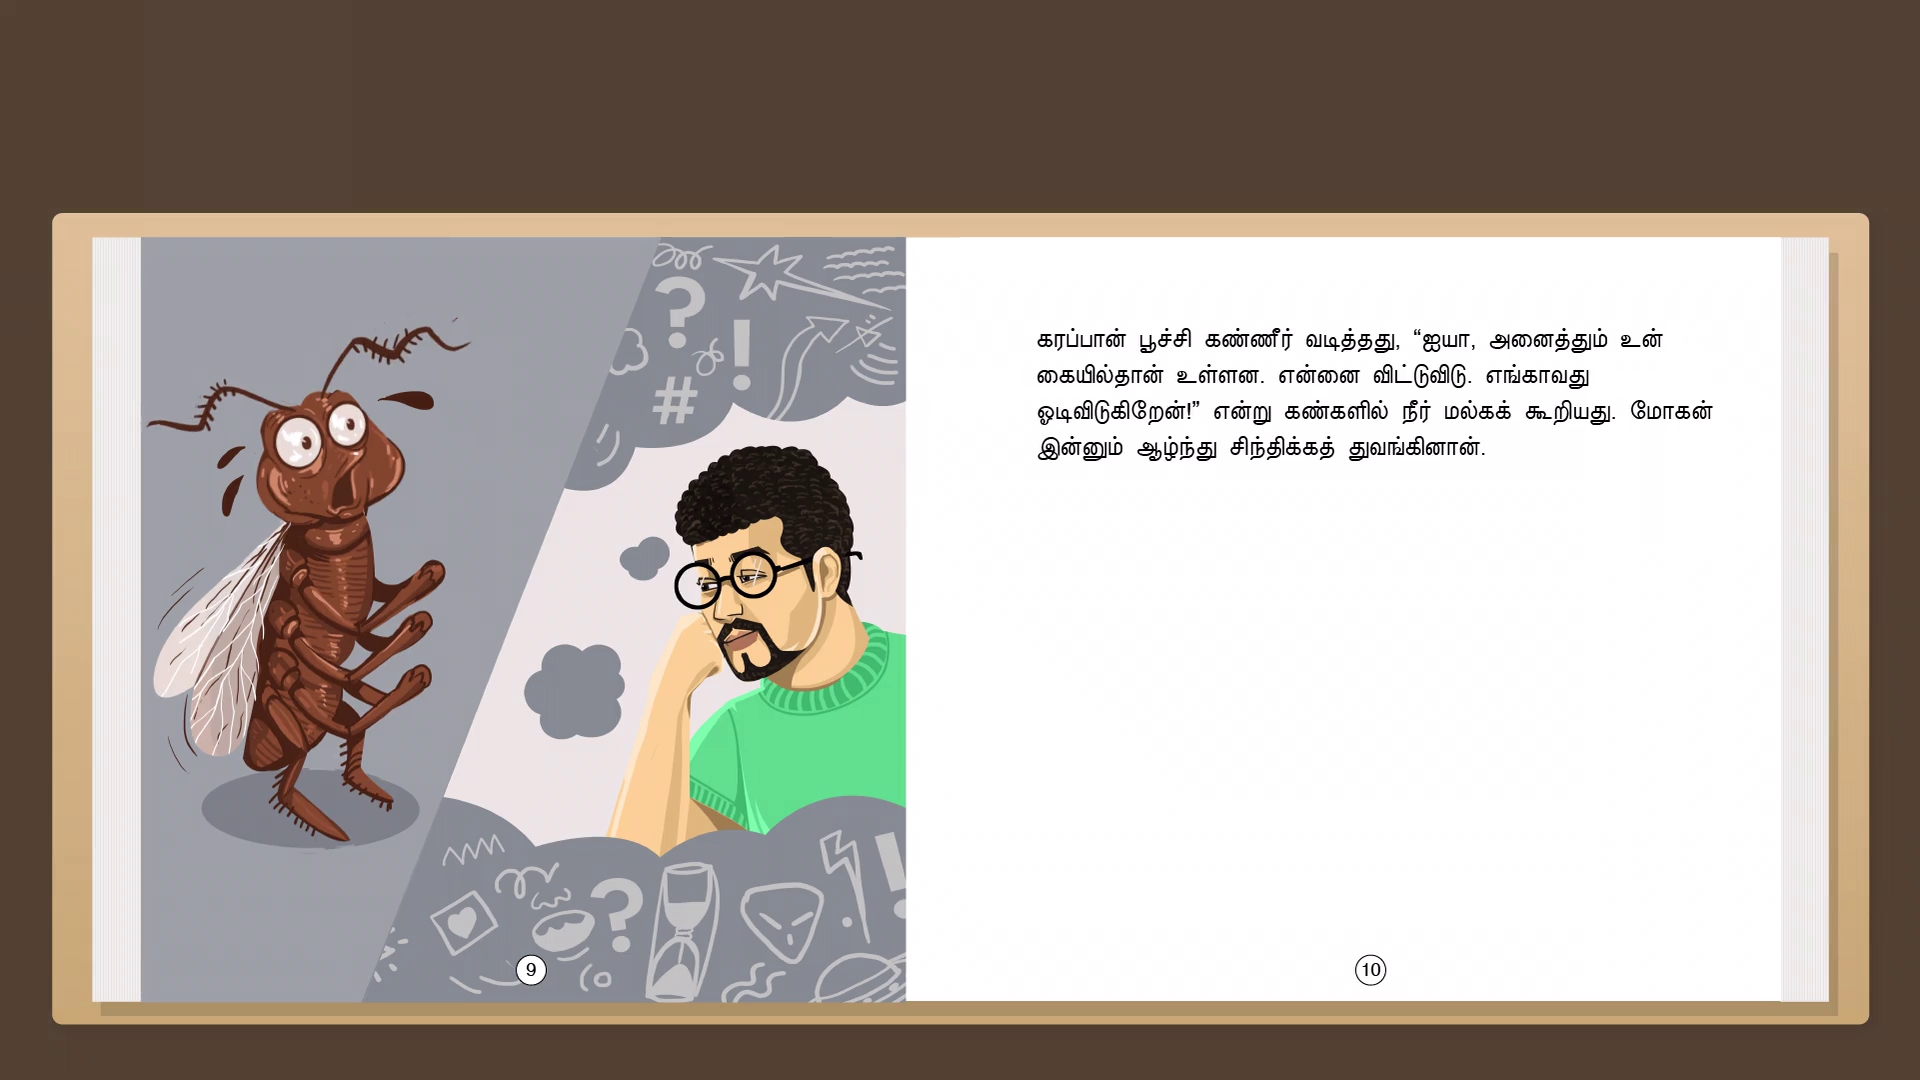 கரப்பான் பூச்சி கண்ணீர் வடித்தது, “ஐயா, அனைத்தும் உன்
கையில்தான் உள்ளன. என்னை விட்டுவிடு. எங்காவது
ஓடிவிடுகிறேன்!” என்று கண்களில் நீர் மல்கக் கூறியது. மோகன்
இன்னும் ஆழ்ந்து சிந்திக்கத் துவங்கினான்.
? ! #
? !
9
10